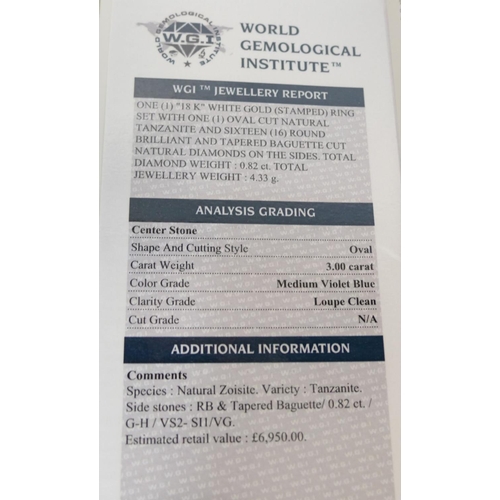 WORLD GEMOLOGICAL INSTITUTE
W.G.I
WORLD
GEMOLOGICAL
INSTITUTE™
WGI ™ JEWELLERY REPORT
ONE (1) "18 K" WHITE GOLD (STAMPED) RING
SET WITH ONE (1) OVAL CUT NATURAL
TANZANITE AND SIXTEEN (16) ROUND
BRILLIANT AND TAPERED BAGUETTE CUT
NATURAL DIAMONDS ON THE SIDES. TOTAL
DIAMOND WEIGHT : 0.82 ct. TOTAL
JEWELLERY WEIGHT : 4.33 g.
ANALYSIS GRADING
Center Stone
Shape And Cutting Style Oval
Carat Weight 3.00 carat
Color Grade Medium Violet Blue
Clarity Grade Loupe Clean
Cut Grade N/A
ADDITIONAL INFORMATION
Comments
Species : Natural Zoisite. Variety : Tanzanite.
Side stones : RB & Tapered Baguette/ 0.82 ct. /
G-H / VS2- SI1/VG.
Estimated retail value : £6,950.00.